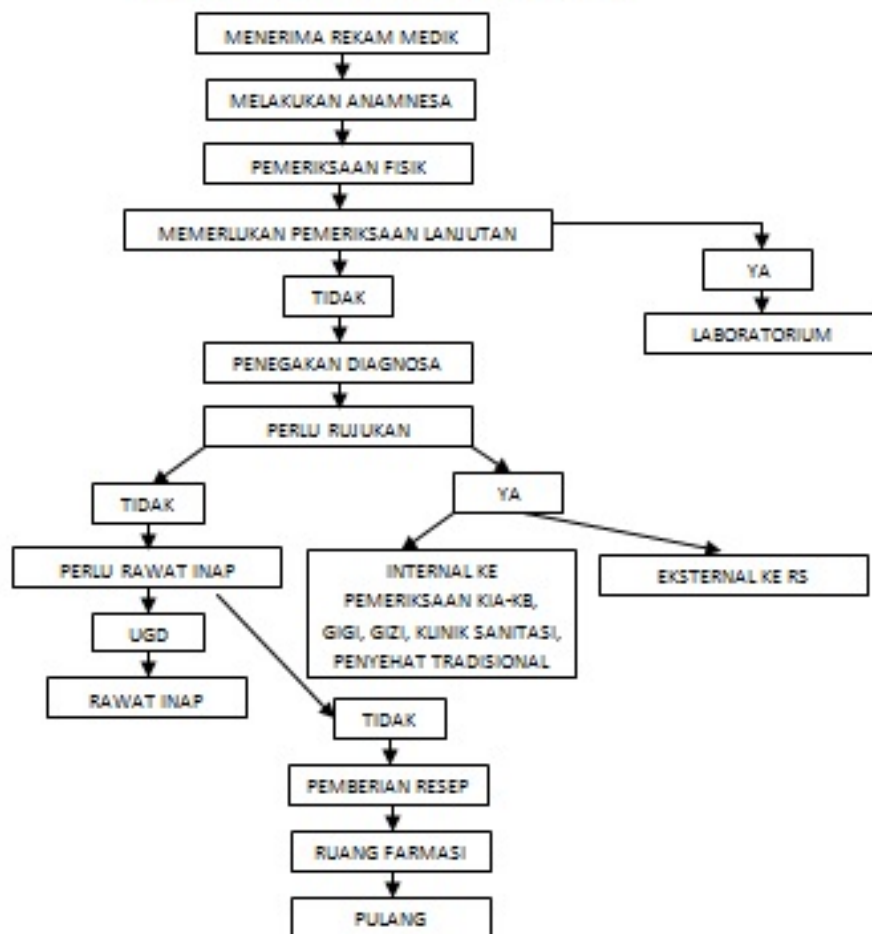 MENERIMA REKAM MEDIK
MELAKUKAN ANAMNESA
PEMERIKSAAN FISIK
MEMERLUKAN PEMERIKSAAN LANJUTAN
YA
TIDAK
LABORATORIUM
PENEGAKAN DIAGNOSA
PERLU RUJUKAN
TIDAK
YA
PERLU RAWAT INAP
INTERNAL KE
PEMERIKSAAN KIA-KB,
GIGI, GIZI, KLINIK SANITASI,
PENYEHAT TRADISIONAL
EKSTERNAL KE RS
UGD
RAWAT INAP
TIDAK
PEMBERIAN RESEP
RUANG FARMASI
PULANG